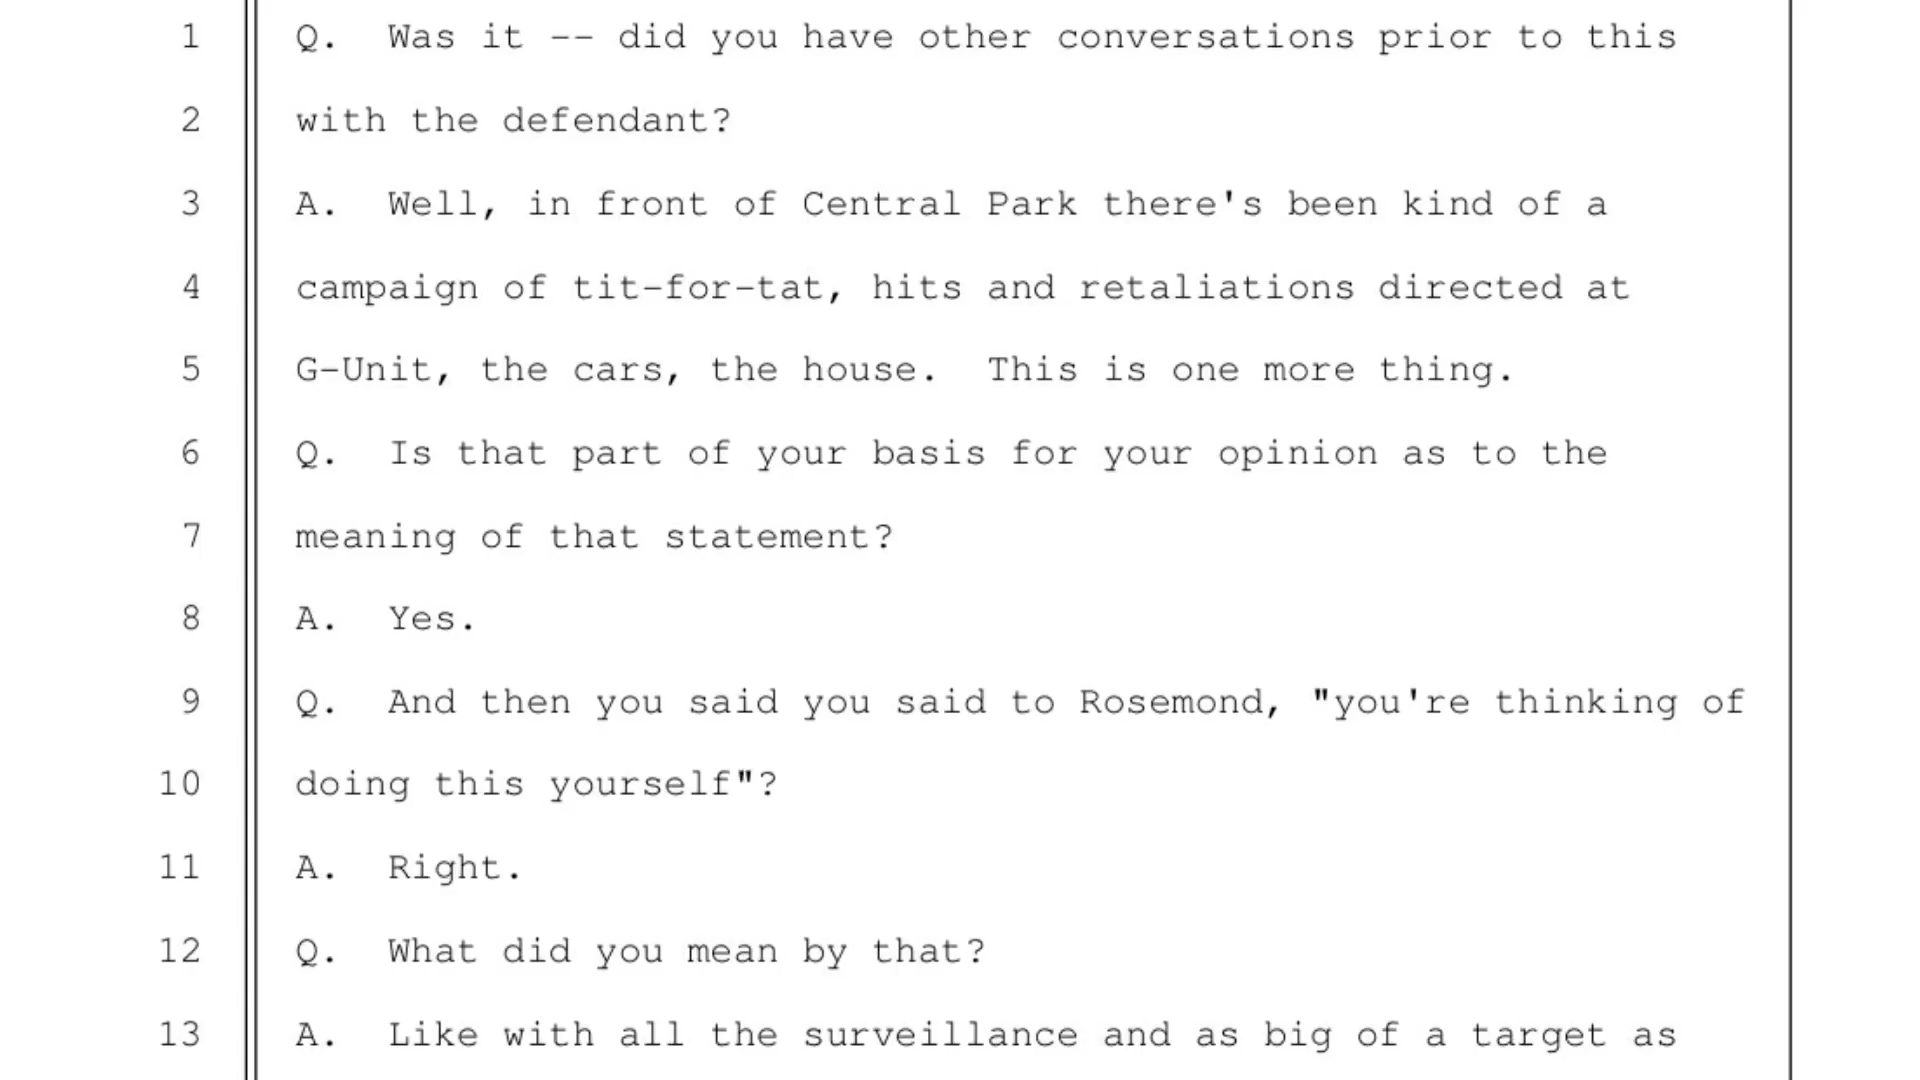 1 Q. Was it -- did you have other conversations prior to this
2 with the defendant?
3 A. Well, in front of Central Park there's been kind of a
4 campaign of tit-for-tat, hits and retaliations directed at
5 G-Unit, the cars, the house. This is one more thing.
6 Q. Is that part of your basis for your opinion as to the
7 meaning of that statement?
8 A. Yes.
9 Q. And then you said you said to Rosemond, "you're thinking of
10 doing this yourself"?
11 A. Right.
12 Q. What did you mean by that?
13 A. Like with all the surveillance and as big of a target as